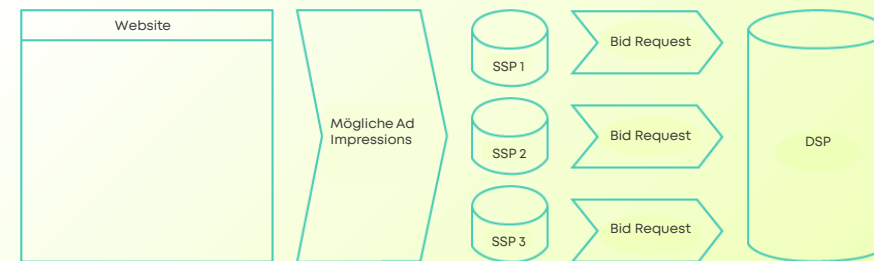 Website
Mögliche Ad
Impressions
SSP 1
Bid Request
SSP 2
Bid Request
SSP 3
Bid Request
DSP